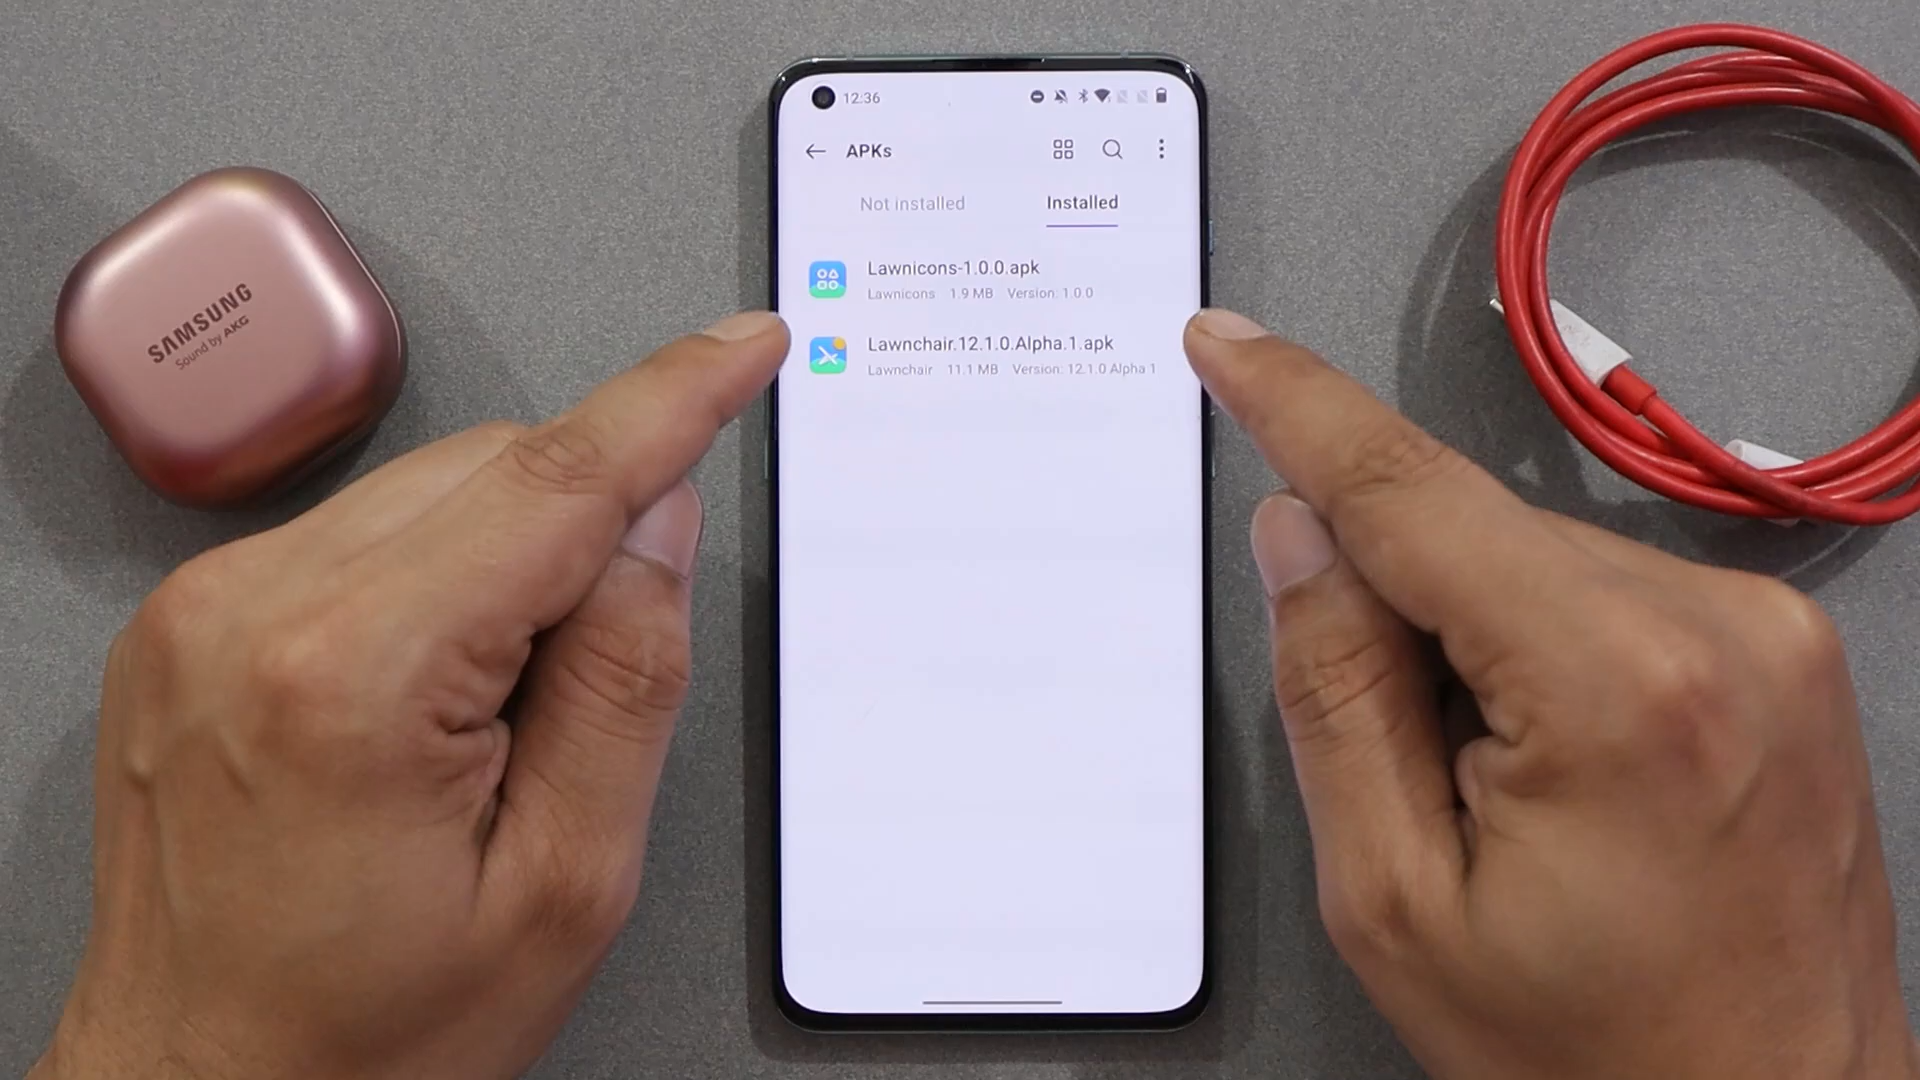 12:36
APKs
Not installed
Installed
Lawnicons-1.0.0.apk
Lawnicons 1.9 MB Version: 1.0.0
Lawnchair.12.1.0.Alpha.1.apk
Lawnchair 11.1 MB Version: 12.1.0 Alpha 1
SAMSUNG
Sound by AKG